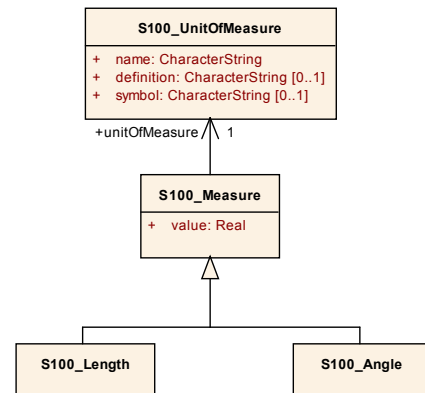 S100_UnitOfMeasure
+ name: CharacterString
+ definition: CharacterString [0..1]
+ symbol: CharacterString [0..1]
+unitOfMeasure 1
S100_Measure
+ value: Real
S100_Length S100_Angle